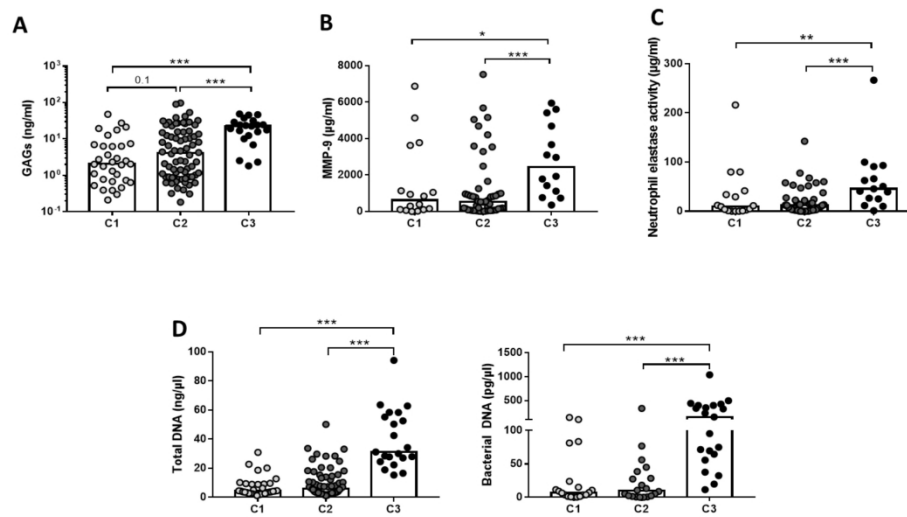 A
***
0.1 ***
GAGs (ng/ml)
10³
10²
10¹
10⁰
10⁻¹
C1 C2 C3
B
*
***
MMP-9 (µg/ml)
8000
6000
4000
2000
0
C1 C2 C3
C
**
***
Neutrophil elastase activity (µg/ml)
300
200
100
0
C1 C2 C3
D
***
***
Total DNA (ng/µl)
100
80
60
40
20
0
C1 C2 C3
***
***
Bacterial DNA (pg/µl)
1500
1000
500
100
50
0
C1 C2 C3